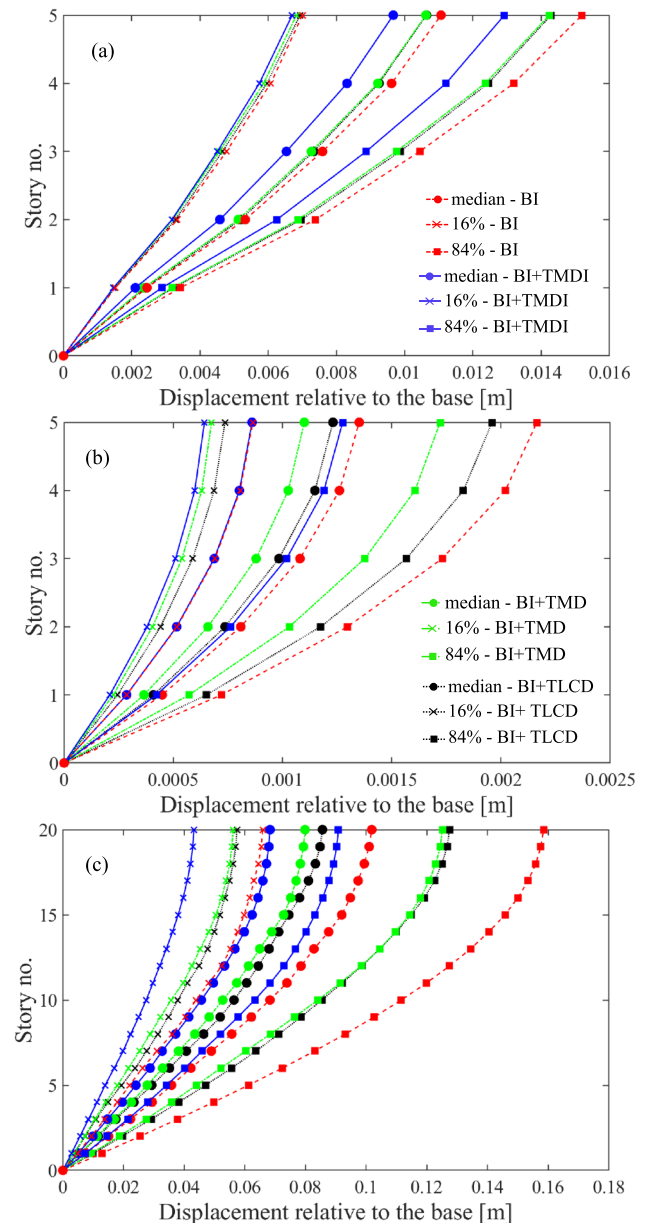 (a)
5
4
3
2
1
0
Story no.
median - BI
16% - BI
84% - BI
median - BI+TMDI
16% - BI+TMDI
84% - BI+TMDI
0 0.002 0.004 0.006 0.008 0.01 0.012 0.014 0.016
Displacement relative to the base [m]
(b)
5
4
3
2
1
0
Story no.
median - BI+TMD
16% - BI+TMD
84% - BI+TMD
median - BI+TLCD
16% - BI+ TLCD
84% - BI+ TLCD
0 0.0005 0.001 0.0015 0.002 0.0025
Displacement relative to the base [m]
(c)
20
15
10
5
0
Story no.
0 0.02 0.04 0.06 0.08 0.1 0.12 0.14 0.16 0.18
Displacement relative to the base [m]